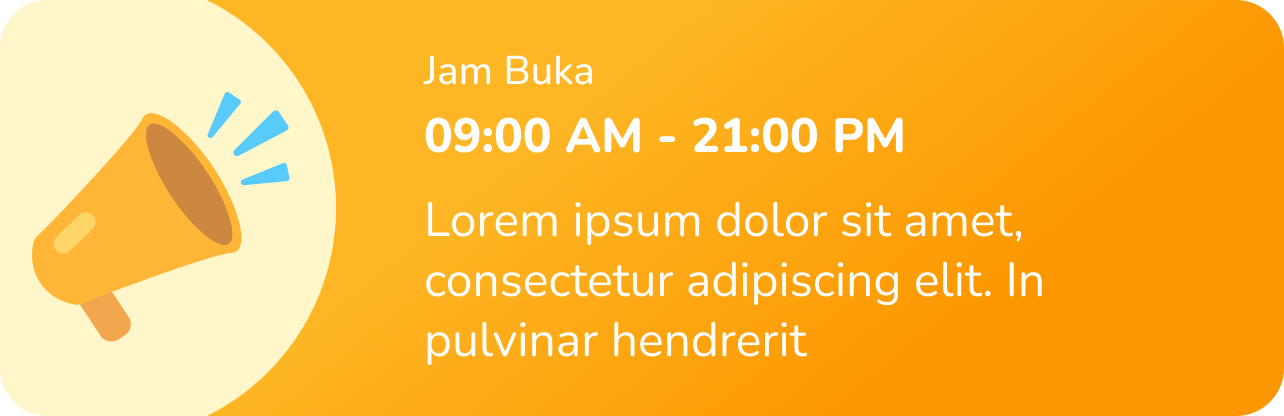 Jam Buka
09:00 AM - 21:00 PM
Lorem ipsum dolor sit amet,
consectetur adipiscing elit. In
pulvinar hendrerit